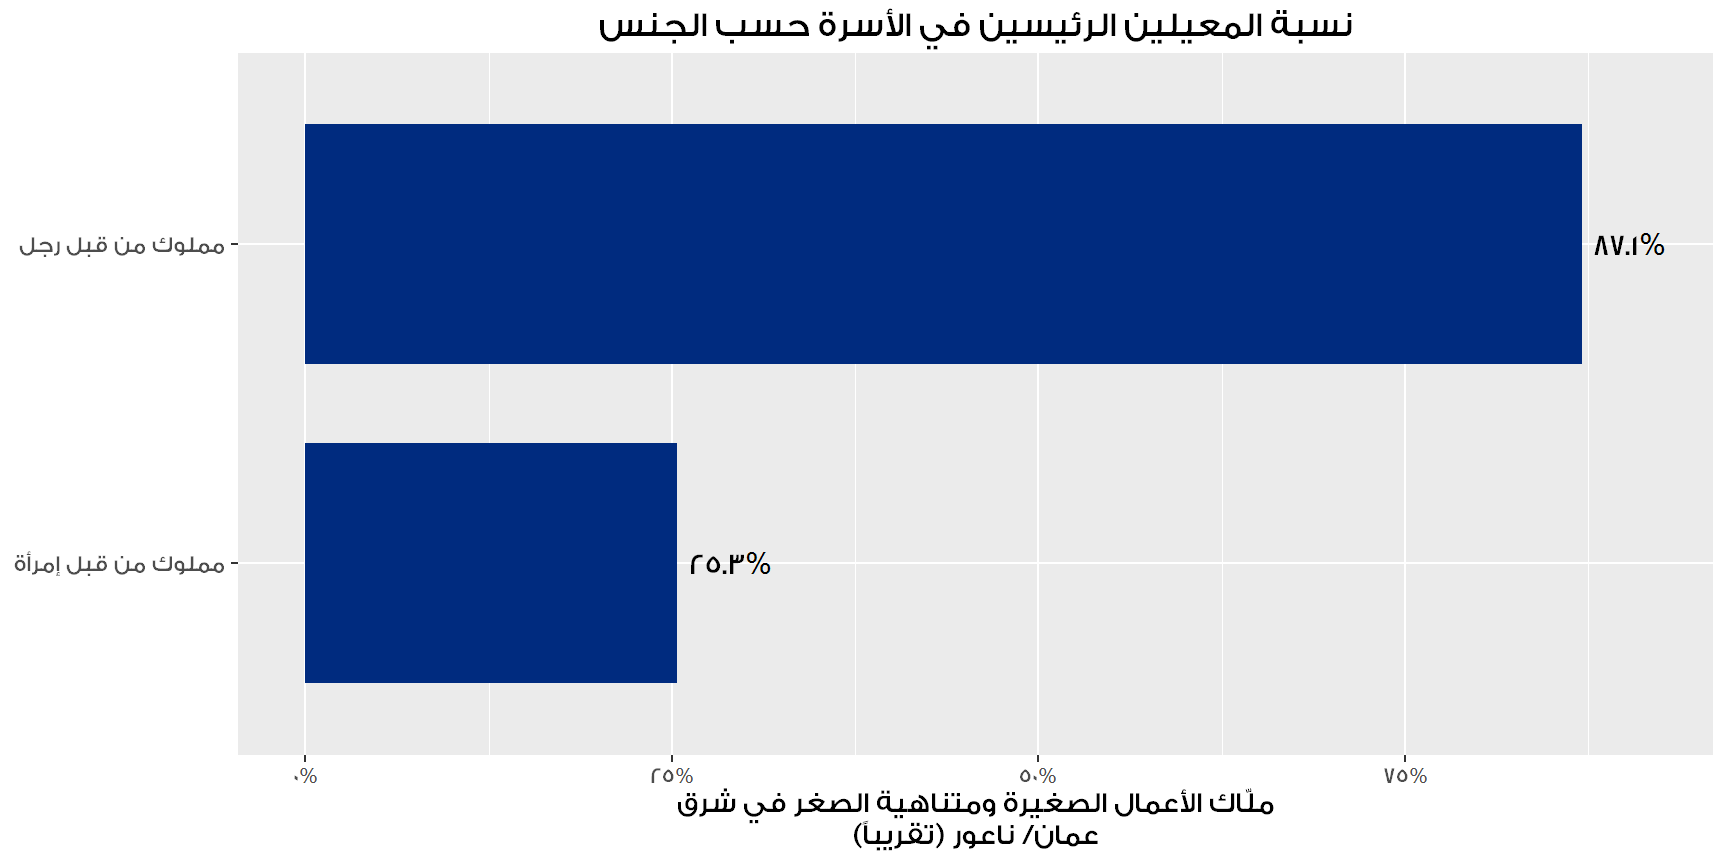 نسبة المعيلين الرئيسين في الأسرة حسب الجنس
مملوك من قبل رجل
٨٧.١%
مملوك من قبل إمرأة
٢٥.٣%
٠%
٢٥%
٥٠%
٧٥%
ملّاك الأعمال الصغيرة ومتناهية الصغر في شرق
عمان/ ناعور (تقريباً)